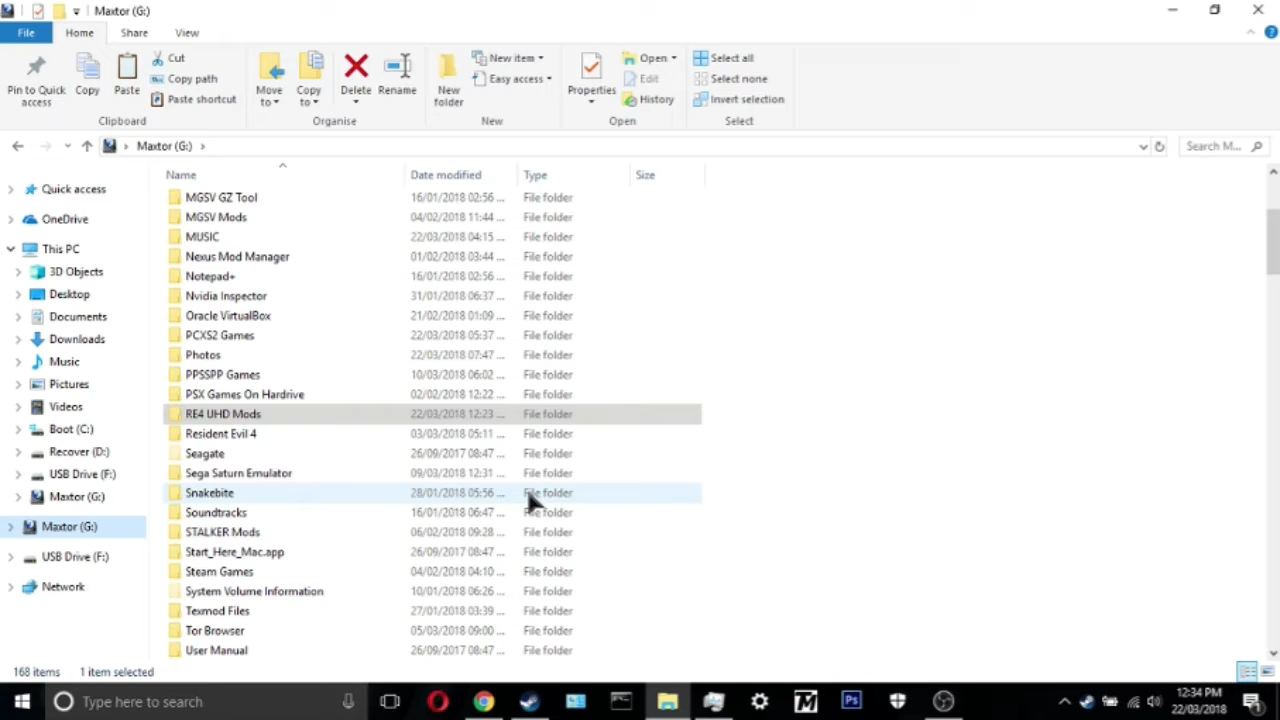 Maxtor (G:)
File Home Share View
Pin to Quick access
Copy
Paste
Cut
Copy path
Paste shortcut
Clipboard
Move to
Copy to
Delete
Rename
Organise
New folder
New item
Easy access
New
Properties
Open
Edit
History
Open
Select all
Select none
Invert selection
Select
Maxtor (G:)
Search M...
Name Date modified Type Size
Quick access
OneDrive
This PC
3D Objects
Desktop
Documents
Downloads
Music
Pictures
Videos
Boot (C:)
Recover (D:)
USB Drive (F:)
Maxtor (G:)
Maxtor (G:)
USB Drive (F:)
Network
MGSV GZ Tool 16/01/2018 02:56 ... File folder
MGSV Mods 04/02/2018 11:44 ... File folder
MUSIC 22/03/2018 04:15 ... File folder
Nexus Mod Manager 01/02/2018 03:44 ... File folder
Notepad+ 16/01/2018 02:56 ... File folder
Nvidia Inspector 31/01/2018 06:37 ... File folder
Oracle VirtualBox 21/02/2018 01:09 ... File folder
PCXS2 Games 22/03/2018 05:37 ... File folder
Photos 22/03/2018 07:47 ... File folder
PPSSPP Games 10/03/2018 06:02 ... File folder
PSX Games On Hardrive 02/02/2018 12:22 ... File folder
RE4 UHD Mods 22/03/2018 12:23 ... File folder
Resident Evil 4 03/03/2018 05:11 ... File folder
Seagate 26/09/2017 08:47 ... File folder
Sega Saturn Emulator 09/03/2018 12:31 ... File folder
Snakebite 28/01/2018 05:56 ... File folder
Soundtracks 16/01/2018 06:47 ... File folder
STALKER Mods 06/02/2018 09:28 ... File folder
Start_Here_Mac.app 26/09/2017 08:47 ... File folder
Steam Games 04/02/2018 04:10 ... File folder
System Volume Information 10/01/2018 06:26 ... File folder
Texmod Files 27/01/2018 03:39 ... File folder
Tor Browser 05/03/2018 09:00 ... File folder
User Manual 26/09/2017 08:47 ... File folder
168 items 1 item selected
Type here to search
Ps
12:34 PM
22/03/2018